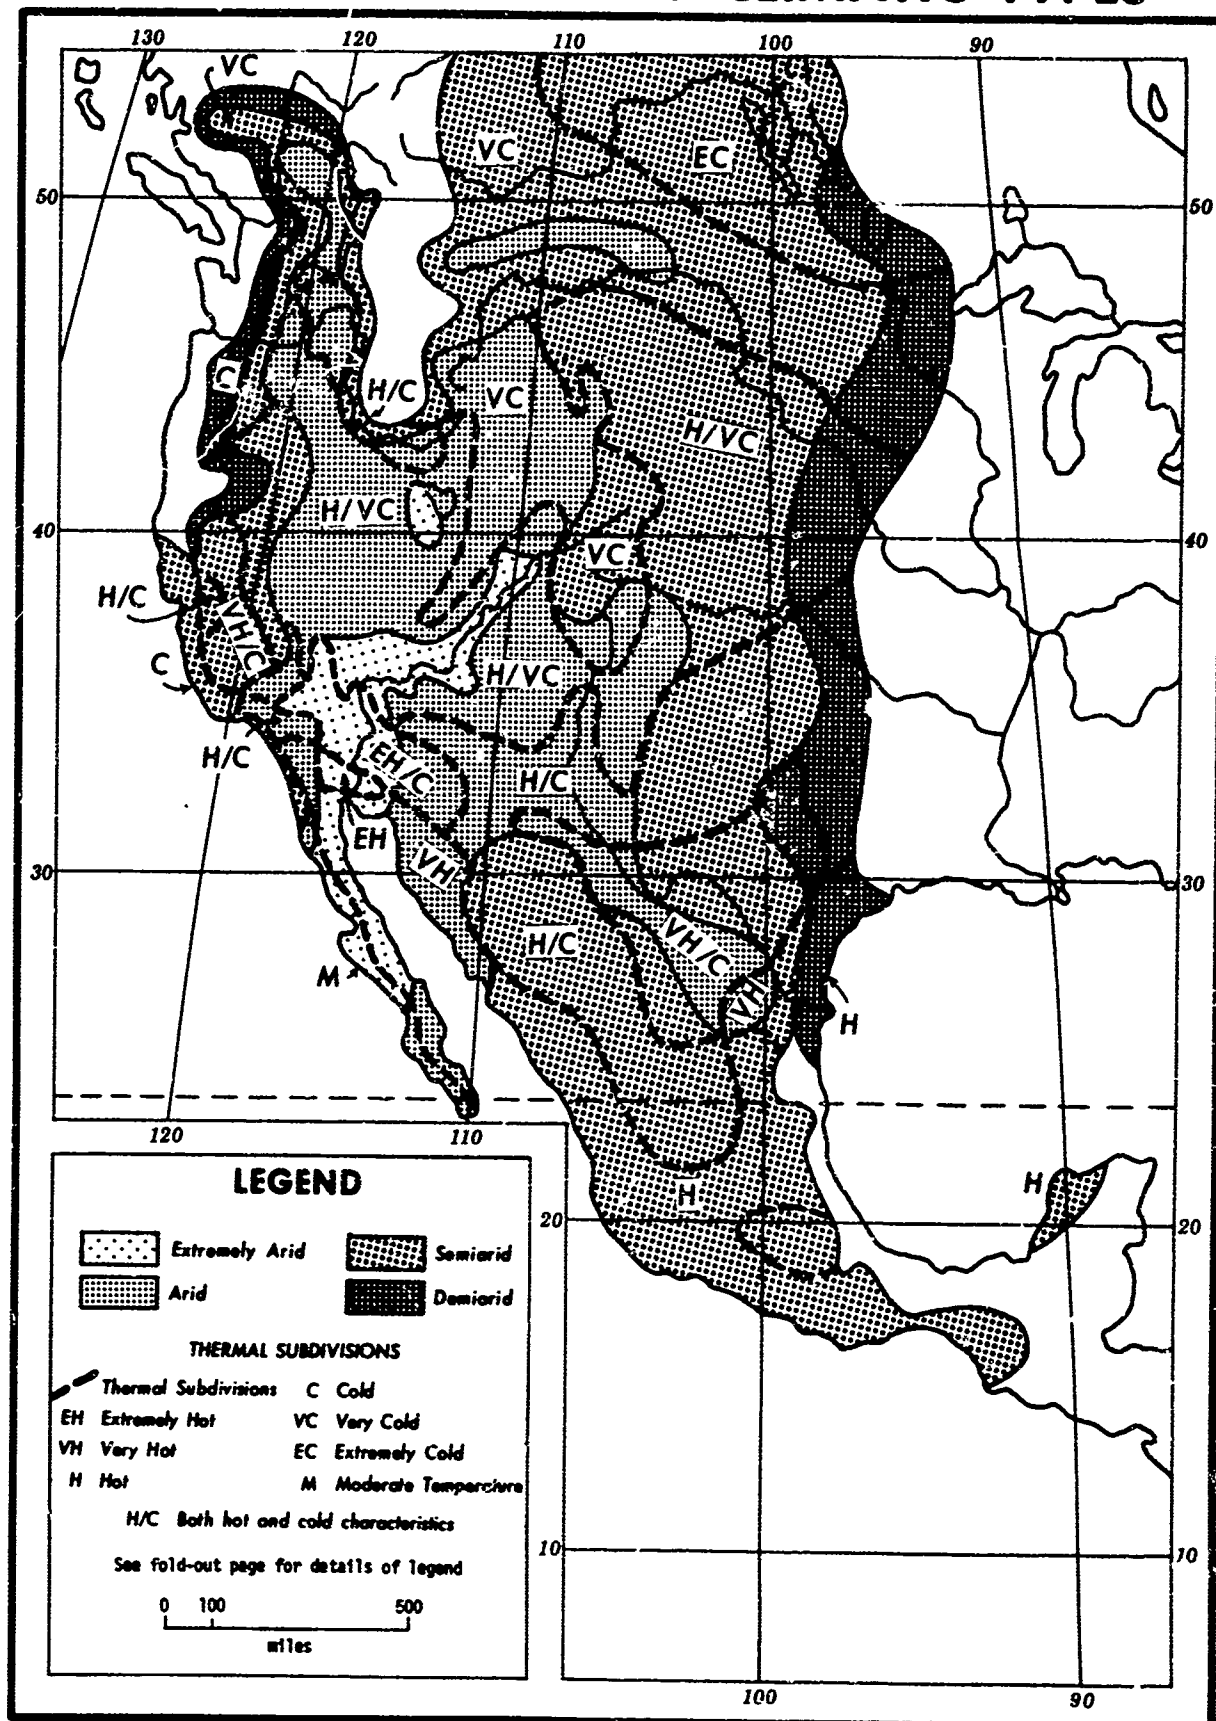 130 120 110 100 90
VC
VC EC
50 50
C H/C VC
H/VC
H/VC
40 VC 40
H/C
VH/C
C H/VC
H/C EH/C H/C
EH
30 VH 30
H/C VH/C
M VH H
120 110
H H
20 20
10 10
100 90
LEGEND
Extremely Arid Semiarid
Arid Demiarid
THERMAL SUBDIVISIONS
Thermal Subdivisions C Cold
EH Extremely Hot VC Very Cold
VH Very Hot EC Extremely Cold
H Hot M Moderate Temperature
H/C Both hot and cold characteristics
See fold-out page for details of legend
0 100 500
miles